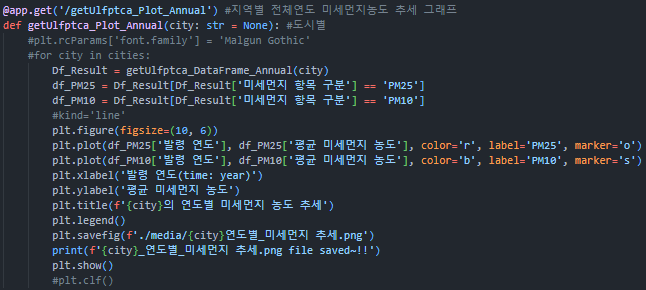 @app.get('/getUlfptca_Plot_Annual') #지역별 전체연도 미세먼지농도 추세 그래프
def getUlfptca_Plot_Annual(city: str = None): #도시별
    #plt.rcParams['font.family'] = 'Malgun Gothic'
    #for city in cities:
        Df_Result = getUlfptca_DataFrame_Annual(city)
        df_PM25 = Df_Result[Df_Result['미세먼지 항목 구분'] == 'PM25']
        df_PM10 = Df_Result[Df_Result['미세먼지 항목 구분'] == 'PM10']
        #kind='line'
        plt.figure(figsize=(10, 6))
        plt.plot(df_PM25['발령 연도'], df_PM25['평균 미세먼지 농도'], color='r', label='PM25', marker='o')
        plt.plot(df_PM10['발령 연도'], df_PM10['평균 미세먼지 농도'], color='b', label='PM10', marker='s')
        plt.xlabel('발령 연도(time: year)')
        plt.ylabel('평균 미세먼지 농도')
        plt.title(f'{city}의 연도별 미세먼지 농도 추세')
        plt.legend()
        plt.savefig(f'./media/{city}연도별_미세먼지 추세.png')
        print(f'{city}_연도별_미세먼지 추세.png file saved~!!')
        plt.show()
        #plt.clf()